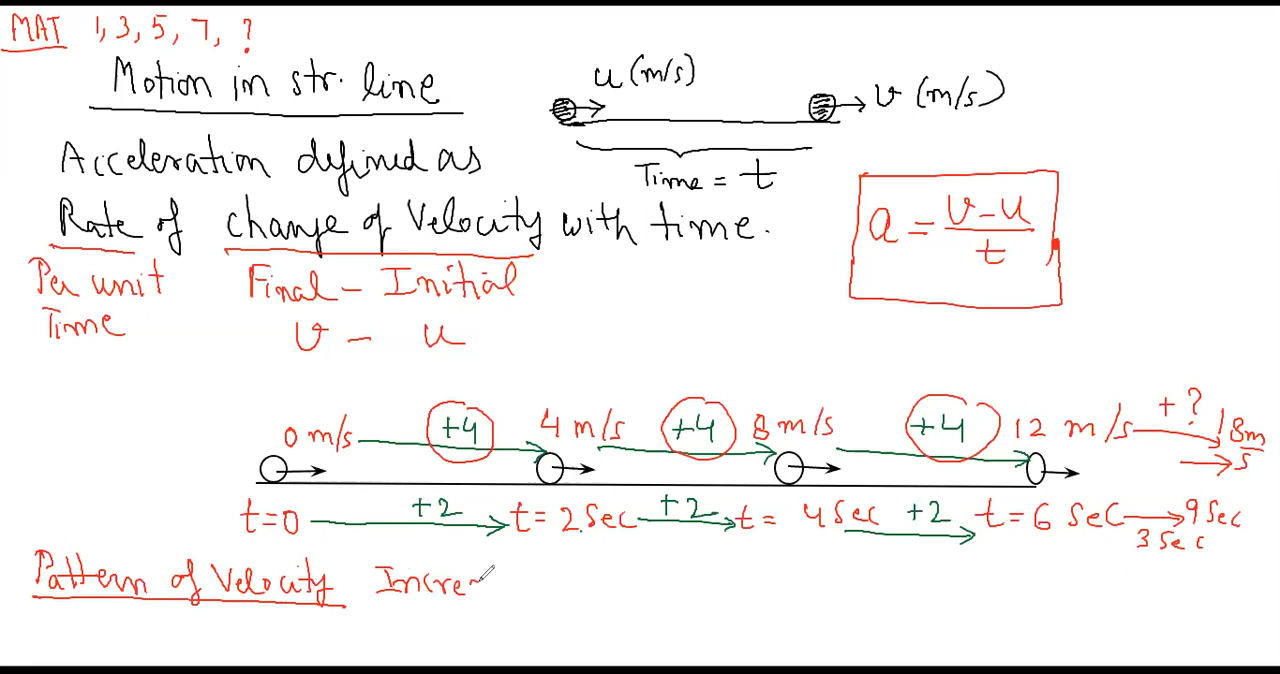 MAT 1, 3, 5, 7, ?
Motion in str. line
u (m/s)
v (m/s)
Time = t
Acceleration defined as
Rate of change of Velocity with time.
a = v - u / t
Per unit Final - Initial
Time v - u
0 m/s +4 4 m/s +4 8 m/s +4 12 m/s + ? 18 m/s
t=0 +2 t= 2 Sec +2 t= 4 Sec +2 t= 6 Sec 9 Sec
3 Sec
Pattern of Velocity Incre